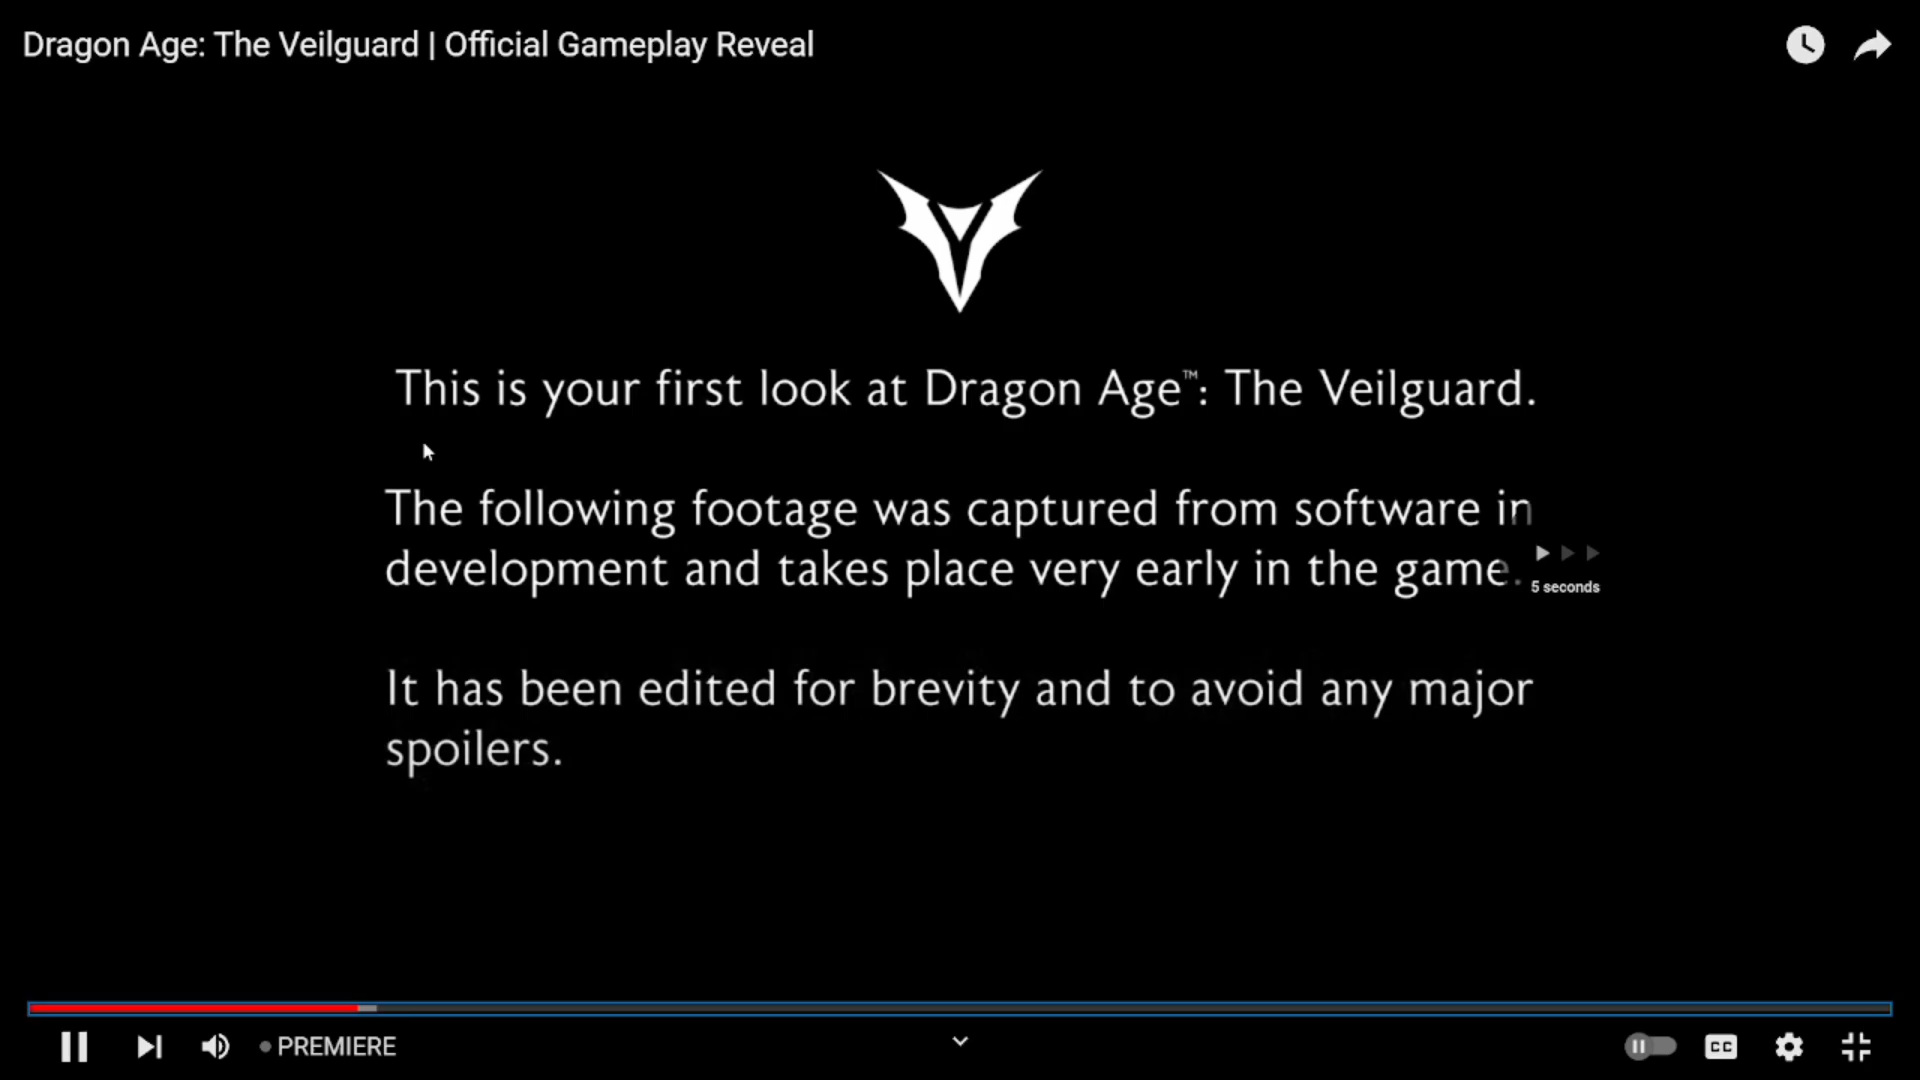 Dragon Age: The Veilguard | Official Gameplay Reveal
This is your first look at Dragon Age™: The Veilguard.
The following footage was captured from software in
development and takes place very early in the game.
5 seconds
It has been edited for brevity and to avoid any major
spoilers.
PREMIERE
CC